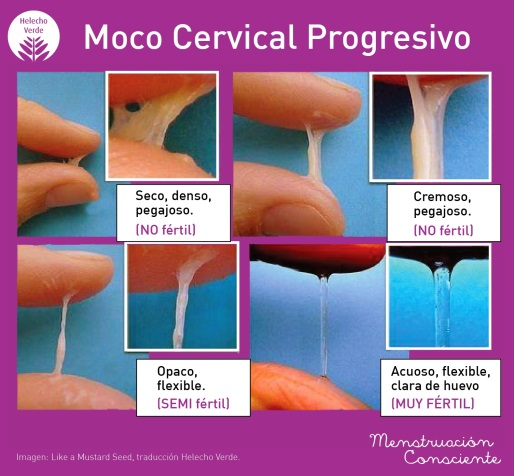 Helecho
Verde
Moco Cervical Progresivo
Seco, denso,
pegajoso.
(NO fértil)
Cremoso,
pegajoso.
(NO fértil)
Opaco,
flexible.
(SEMI fértil)
Acuoso, flexible,
clara de huevo
(MUY FÉRTIL)
Menstruación
Consciente
Imagen: Like a Mustard Seed, traducción Helecho Verde.